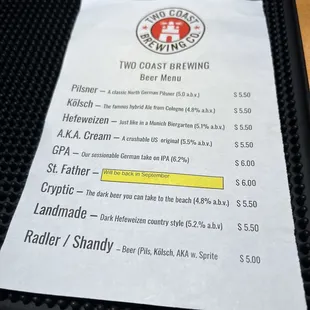 TWO COAST
BREWING CO.
TWO COAST BREWING
Beer Menu
Pilsner – A classic North German Pilsner (5.0 a.b.v.) $ 5.50
Kölsch – The famous hybrid Ale from Cologne (4.8% a.b.v.) $ 5.50
Hefeweizen – Just like in a Munich Biergarten (5.1% a.b.v.) $ 5.50
A.K.A. Cream – A crushable US original (5.5% a.b.v.) $ 5.50
GPA – Our sessionable German take on IPA (6.2%) $ 6.00
St. Father – Will be back in September $ 6.00
Cryptic – The dark beer you can take to the beach (4.8% a.b.v.) $ 5.50
Landmade – Dark Hefeweizen country style (5.2.% a.b.v) $ 5.50
Radler / Shandy – Beer (Pils, Kölsch, AKA w. Sprite $ 5.00